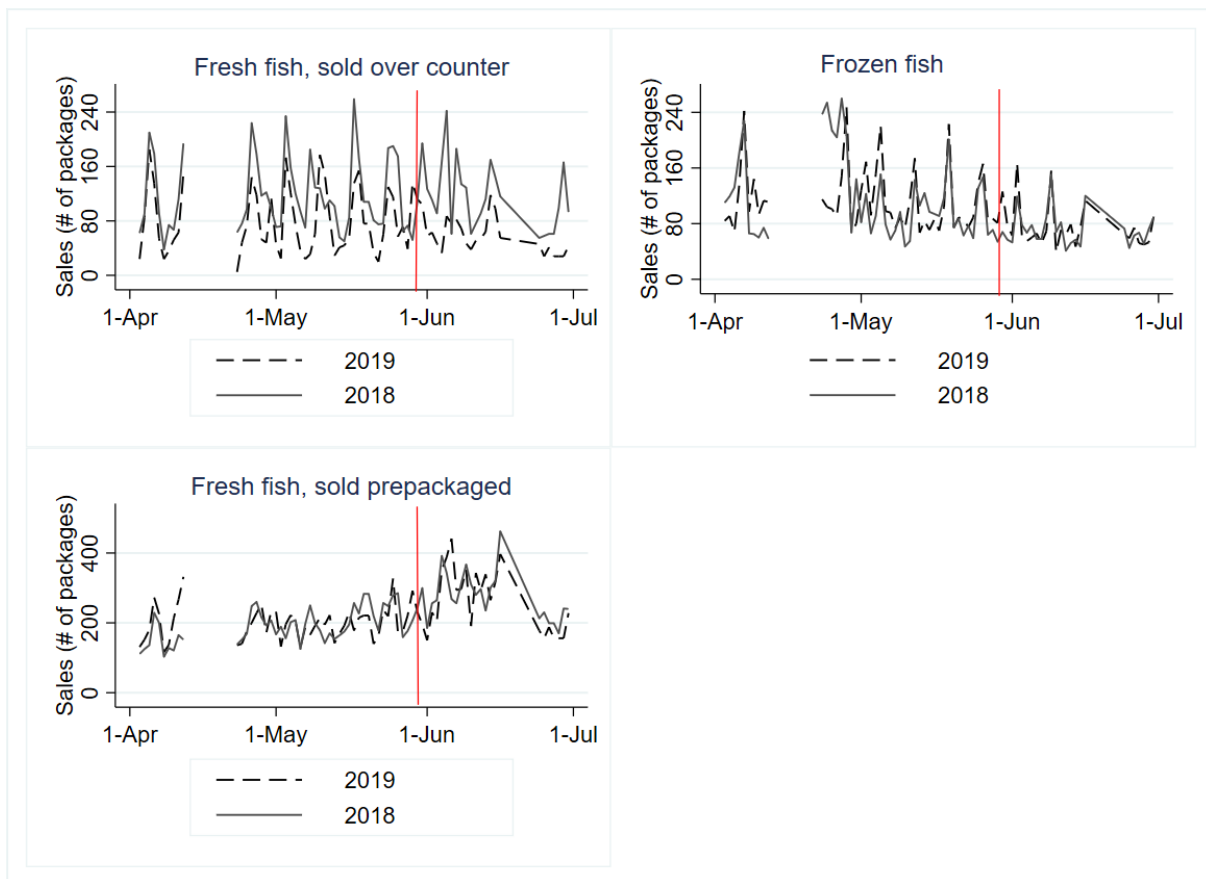 Fresh fish, sold over counter
Sales (# of packages)
240
160
80
0
1-Apr
1-May
1-Jun
1-Jul
2019
2018
Frozen fish
Sales (# of packages)
240
160
80
0
1-Apr
1-May
1-Jun
1-Jul
2019
2018
Fresh fish, sold prepackaged
Sales (# of packages)
400
200
0
1-Apr
1-May
1-Jun
1-Jul
2019
2018